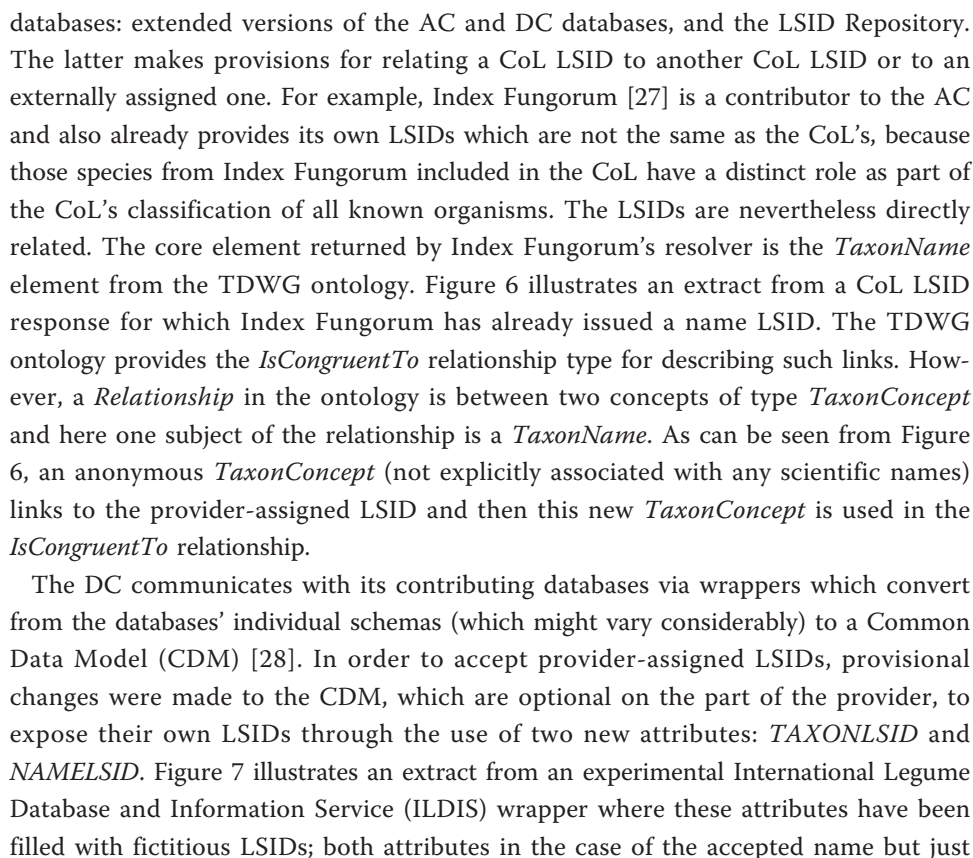 databases: extended versions of the AC and DC databases, and the LSID Repository.
The latter makes provisions for relating a CoL LSID to another CoL LSID or to an
externally assigned one. For example, Index Fungorum [27] is a contributor to the AC
and also already provides its own LSIDs which are not the same as the CoL's, because
those species from Index Fungorum included in the CoL have a distinct role as part of
the CoL's classification of all known organisms. The LSIDs are nevertheless directly
related. The core element returned by Index Fungorum's resolver is the TaxonName
element from the TDWG ontology. Figure 6 illustrates an extract from a CoL LSID
response for which Index Fungorum has already issued a name LSID. The TDWG
ontology provides the IsCongruentTo relationship type for describing such links. How-
ever, a Relationship in the ontology is between two concepts of type TaxonConcept
and here one subject of the relationship is a TaxonName. As can be seen from Figure
6, an anonymous TaxonConcept (not explicitly associated with any scientific names)
links to the provider-assigned LSID and then this new TaxonConcept is used in the
IsCongruentTo relationship.
The DC communicates with its contributing databases via wrappers which convert
from the databases' individual schemas (which might vary considerably) to a Common
Data Model (CDM) [28]. In order to accept provider-assigned LSIDs, provisional
changes were made to the CDM, which are optional on the part of the provider, to
expose their own LSIDs through the use of two new attributes: TAXONLSID and
NAMELSID. Figure 7 illustrates an extract from an experimental International Legume
Database and Information Service (ILDIS) wrapper where these attributes have been
filled with fictitious LSIDs; both attributes in the case of the accepted name but just